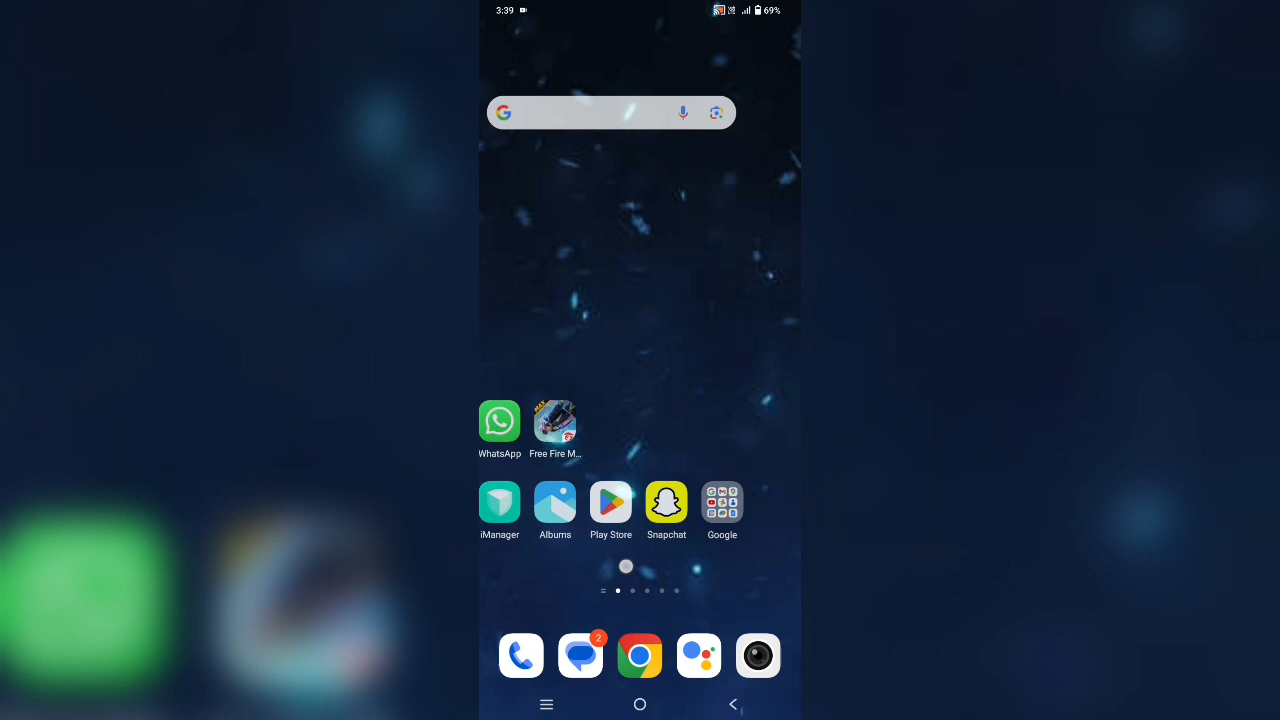 3:39 69%
WhatsApp Free Fire M...
iManager Albums Play Store Snapchat Google
2